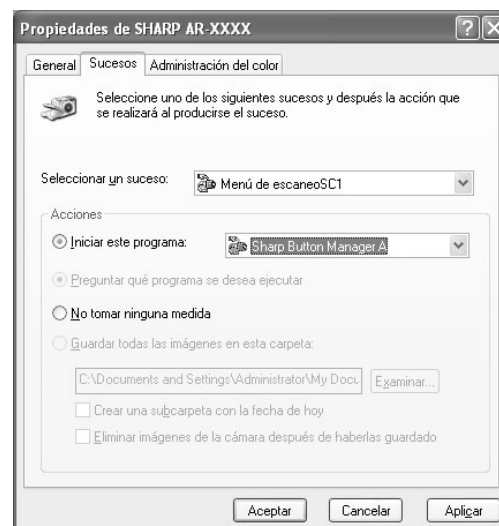 Propiedades de SHARP AR-XXXX
General Sucesos Administración del color
Seleccione uno de los siguientes sucesos y después la acción que
se realizará al producirse el suceso.
Seleccionar un suceso: Menú de escaneoSC1
Acciones
Iniciar este programa: Sharp Button Manager A
Preguntar qué programa se desea ejecutar
No tomar ninguna medida
Guardar todas las imágenes en esta carpeta:
C:\Documents and Settings\Administrator\My Docu Examinar...
Crear una subcarpeta con la fecha de hoy
Eliminar imágenes de la cámara después de haberlas guardado
Aceptar Cancelar Aplicar